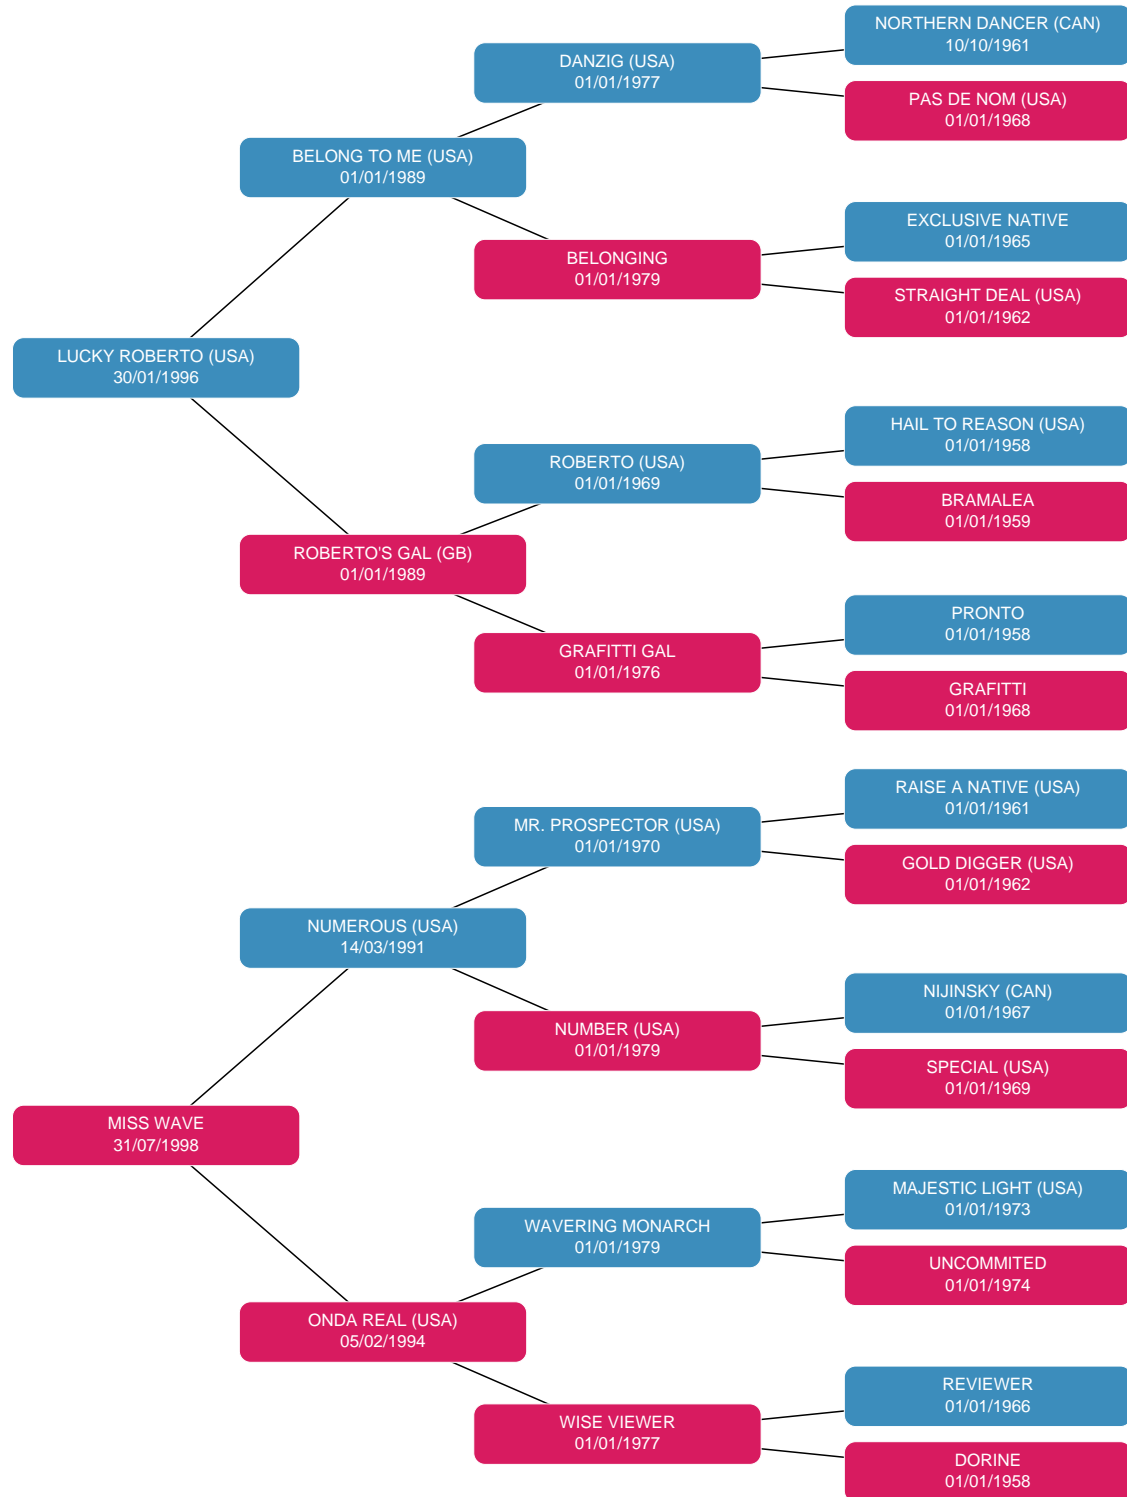 NORTHERN DANCER (CAN)
10/10/1961
DANZIG (USA)
01/01/1977
PAS DE NOM (USA)
01/01/1968
BELONG TO ME (USA)
01/01/1989
EXCLUSIVE NATIVE
01/01/1965
BELONGING
01/01/1979
STRAIGHT DEAL (USA)
01/01/1962
LUCKY ROBERTO (USA)
30/01/1996
HAIL TO REASON (USA)
01/01/1958
ROBERTO (USA)
01/01/1969
BRAMALEA
01/01/1959
ROBERTO'S GAL (GB)
01/01/1989
PRONTO
01/01/1958
GRAFITTI GAL
01/01/1976
GRAFITTI
01/01/1968
RAISE A NATIVE (USA)
01/01/1961
MR. PROSPECTOR (USA)
01/01/1970
GOLD DIGGER (USA)
01/01/1962
NUMEROUS (USA)
14/03/1991
NIJINSKY (CAN)
01/01/1967
NUMBER (USA)
01/01/1979
SPECIAL (USA)
01/01/1969
MISS WAVE
31/07/1998
MAJESTIC LIGHT (USA)
01/01/1973
WAVERING MONARCH
01/01/1979
UNCOMMITED
01/01/1974
ONDA REAL (USA)
05/02/1994
REVIEWER
01/01/1966
WISE VIEWER
01/01/1977
DORINE
01/01/1958